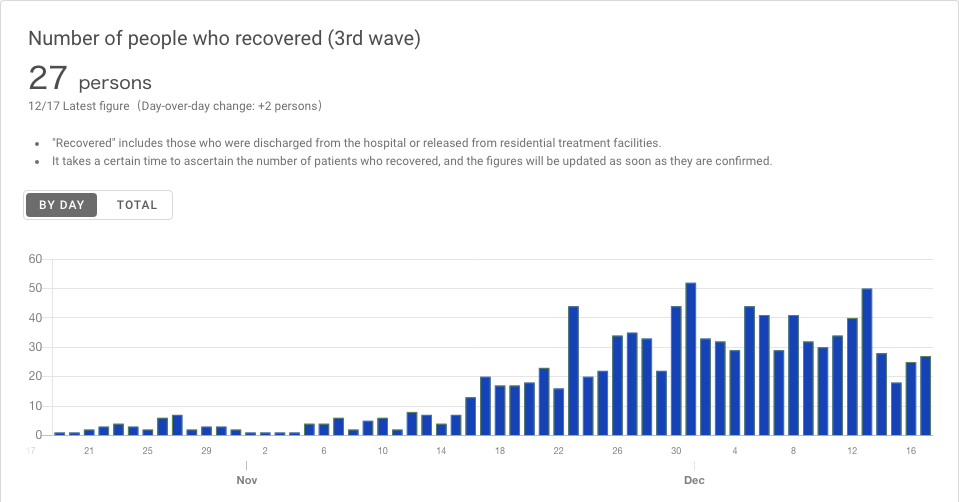 Number of people who recovered (3rd wave)
27 persons
12/17 Latest figure（Day-over-day change: +2 persons）
• "Recovered" includes those who were discharged from the hospital or released from residential treatment facilities.
• It takes a certain time to ascertain the number of patients who recovered, and the figures will be updated as soon as they are confirmed.
BY DAY TOTAL
60
50
40
30
20
10
0
17 21 25 29 2 6 10 14 18 22 26 30 4 8 12 16
Nov Dec